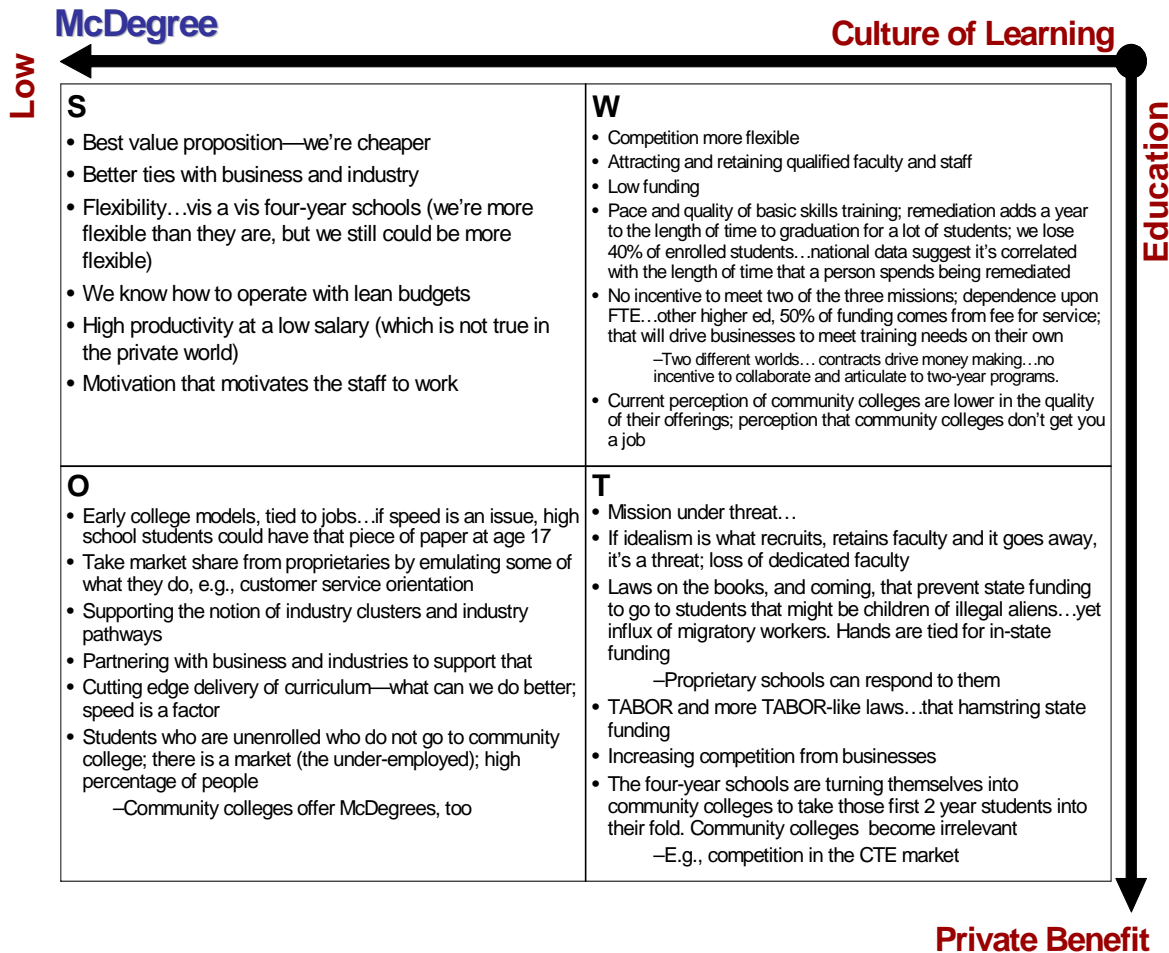 McDegree
Culture of Learning
Low
Education
S
• Best value proposition—we're cheaper
• Better ties with business and industry
• Flexibility…vis a vis four-year schools (we're more
flexible than they are, but we still could be more
flexible)
• We know how to operate with lean budgets
• High productivity at a low salary (which is not true in
the private world)
• Motivation that motivates the staff to work
W
• Competition more flexible
• Attracting and retaining qualified faculty and staff
• Low funding
• Pace and quality of basic skills training; remediation adds a year
to the length of time to graduation for a lot of students; we lose
40% of enrolled students…national data suggest it's correlated
with the length of time that a person spends being remediated
• No incentive to meet two of the three missions; dependence upon
FTE…other higher ed, 50% of funding comes from fee for service;
that will drive businesses to meet training needs on their own
–Two different worlds… contracts drive money making…no
incentive to collaborate and articulate to two-year programs.
• Current perception of community colleges are lower in the quality
of their offerings; perception that community colleges don't get you
a job
O
• Early college models, tied to jobs…if speed is an issue, high
school students could have that piece of paper at age 17
• Take market share from proprietaries by emulating some of
what they do, e.g., customer service orientation
• Supporting the notion of industry clusters and industry
pathways
• Partnering with business and industries to support that
• Cutting edge delivery of curriculum—what can we do better;
speed is a factor
• Students who are unenrolled who do not go to community
college; there is a market (the under-employed); high
percentage of people
–Community colleges offer McDegrees, too
T
• Mission under threat…
• If idealism is what recruits, retains faculty and it goes away,
it's a threat; loss of dedicated faculty
• Laws on the books, and coming, that prevent state funding
to go to students that might be children of illegal aliens…yet
influx of migratory workers. Hands are tied for in-state
funding
–Proprietary schools can respond to them
• TABOR and more TABOR-like laws…that hamstring state
funding
• Increasing competition from businesses
• The four-year schools are turning themselves into
community colleges to take those first 2 year students into
their fold. Community colleges become irrelevant
–E.g., competition in the CTE market
Private Benefit